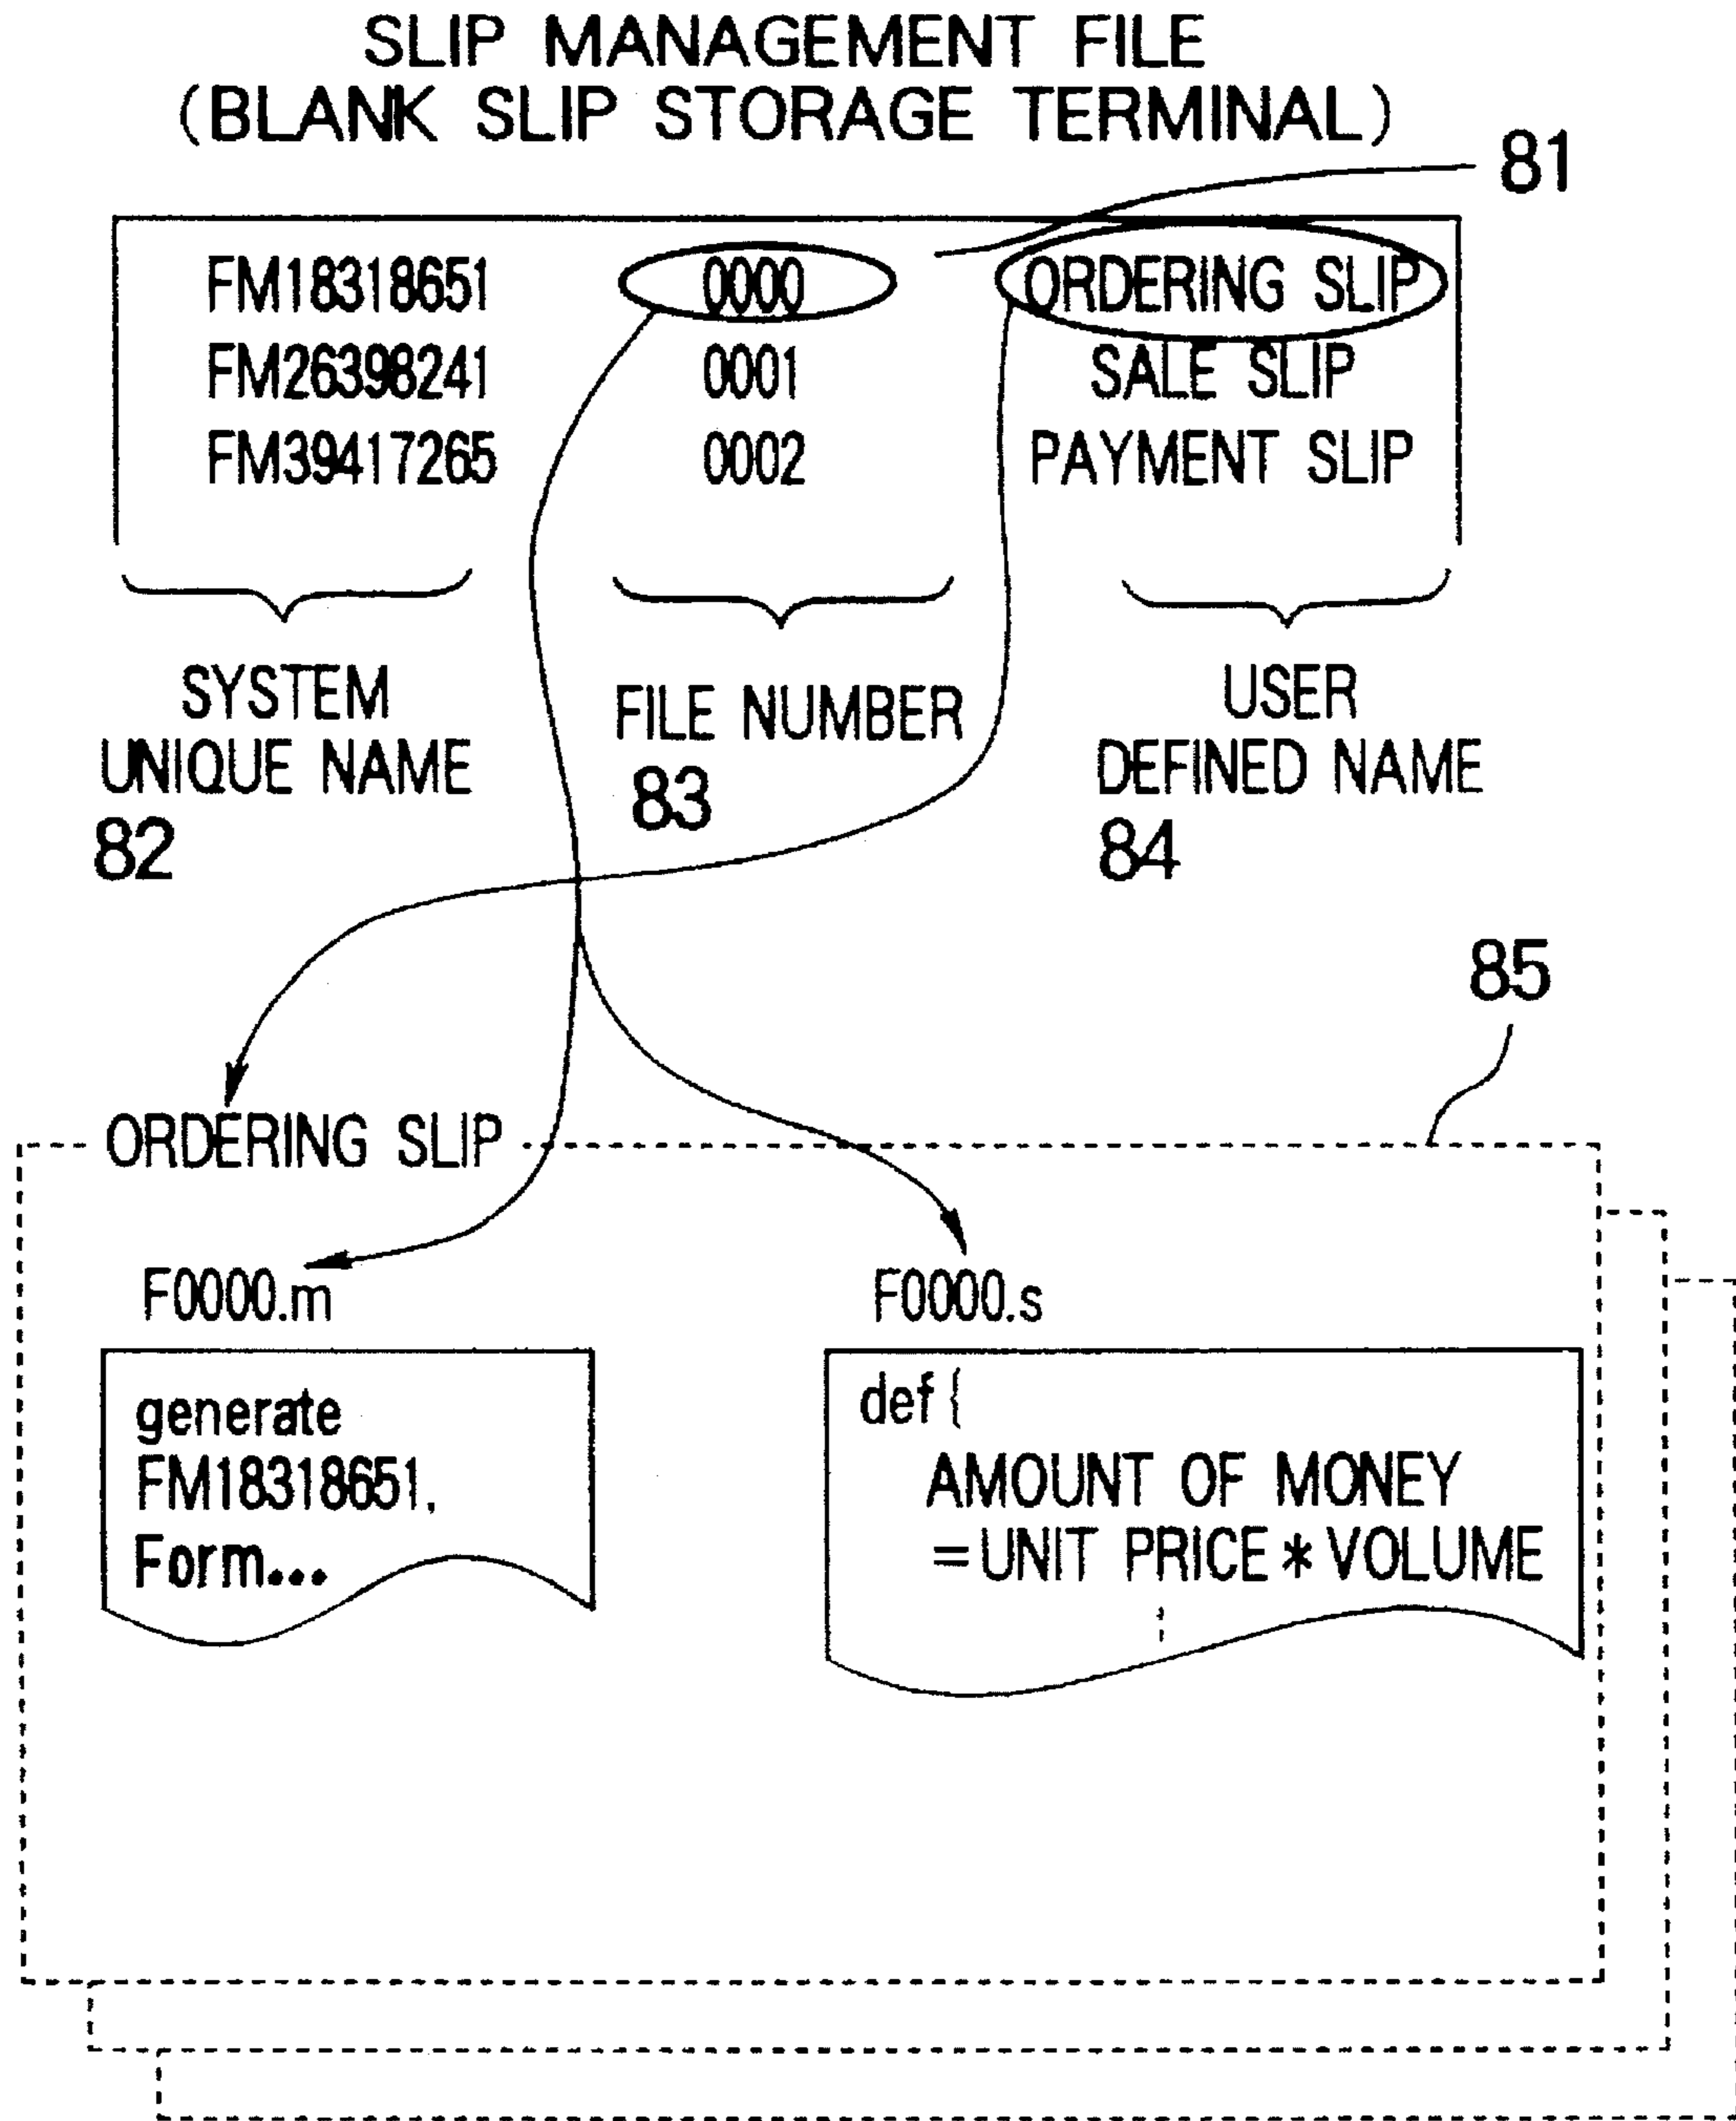 SLIP MANAGEMENT FILE
(BLANK SLIP STORAGE TERMINAL)
81
FM18318651 0000 ORDERING SLIP
FM26398241 0001 SALE SLIP
FM39417265 0002 PAYMENT SLIP
SYSTEM
UNIQUE NAME
82
FILE NUMBER
83
USER
DEFINED NAME
84
85
ORDERING SLIP
F0000.m
generate
FM18318651,
Form...
F0000.s
def {
AMOUNT OF MONEY
=UNIT PRICE * VOLUME